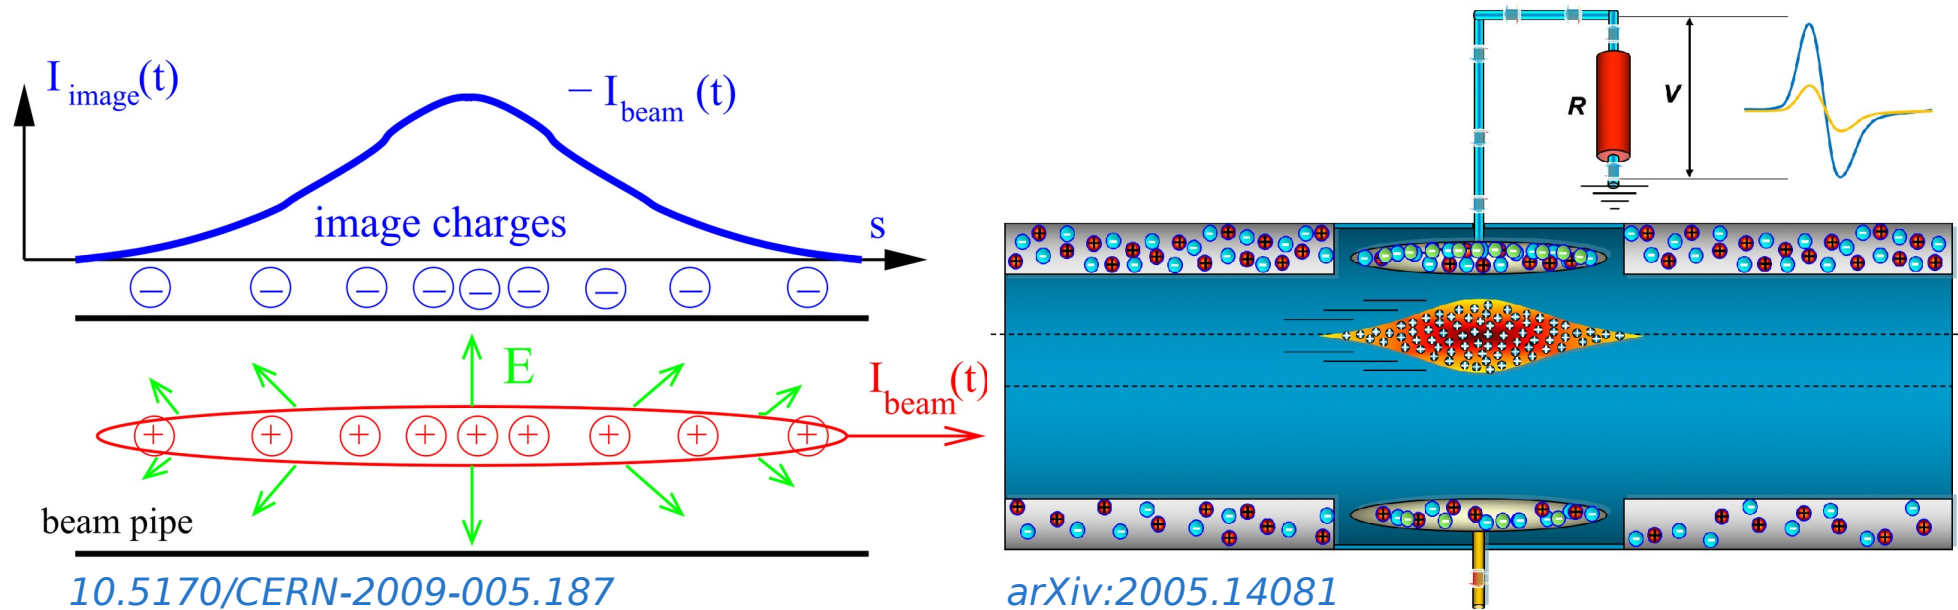 I image(t)
− I beam (t)
image charges
s
− − − − − − − − −
E
I beam(t)
+ + + + + + + + +
beam pipe
10.5170/CERN-2009-005.187
R
V
arXiv:2005.14081